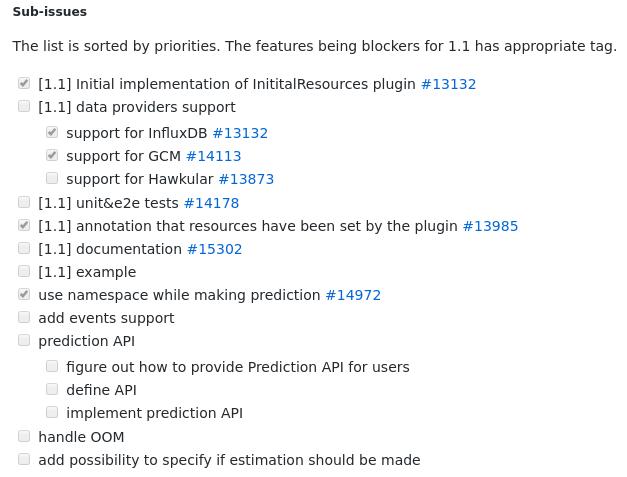 Sub-issues
The list is sorted by priorities. The features being blockers for 1.1 has appropriate tag.
[1.1] Initial implementation of InititalResources plugin #13132
[1.1] data providers support
support for InfluxDB #13132
support for GCM #14113
support for Hawkular #13873
[1.1] unit&e2e tests #14178
[1.1] annotation that resources have been set by the plugin #13985
[1.1] documentation #15302
[1.1] example
use namespace while making prediction #14972
add events support
prediction API
figure out how to provide Prediction API for users
define API
implement prediction API
handle OOM
add possibility to specify if estimation should be made